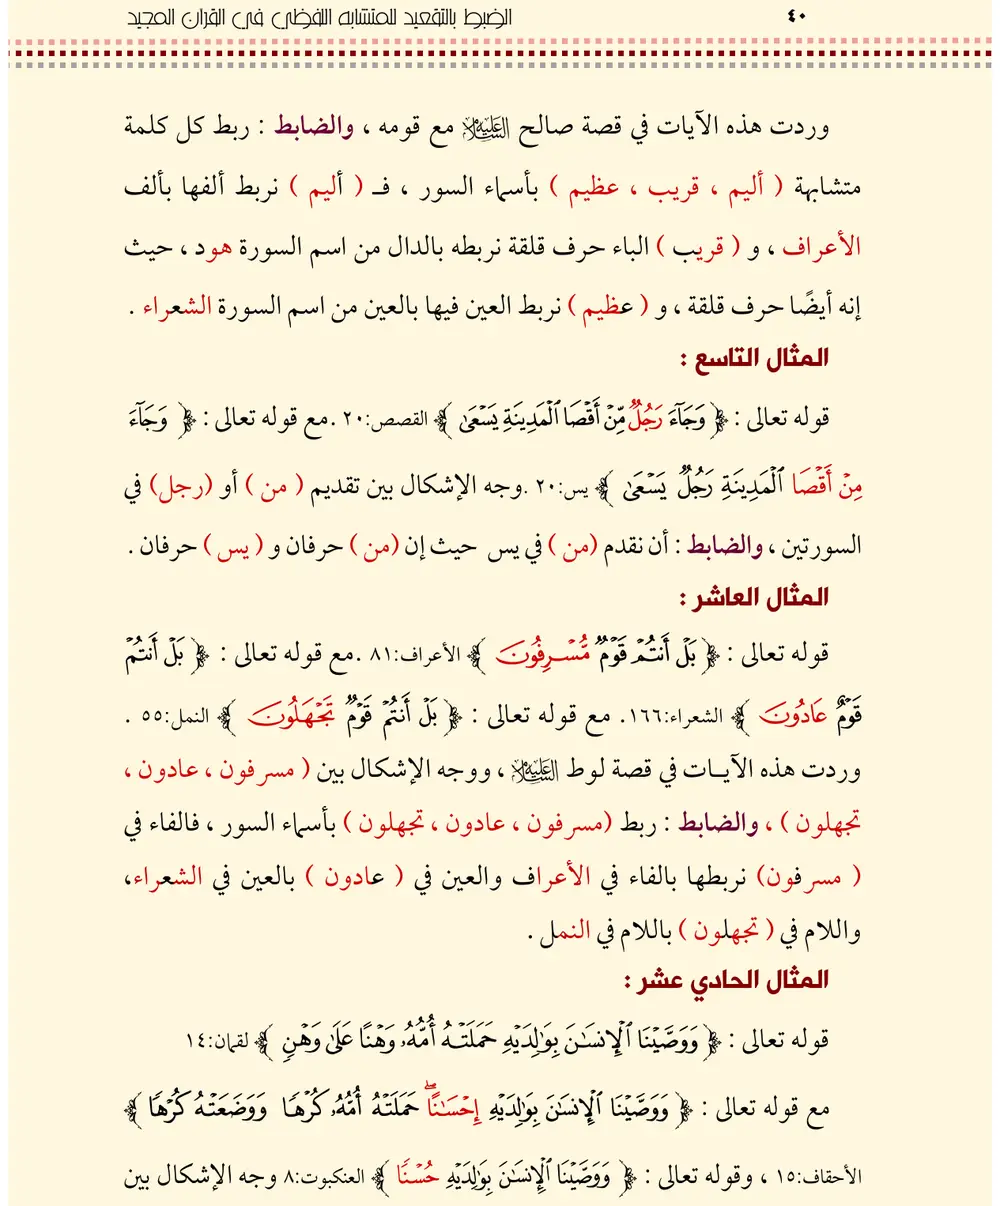 ٤٠ الضبط بالتقعيد للمتشابه اللفظي في القرآن المجيد
وردت هذه الآيات في قصة صالح عليه السلام مع قومه ، والضابط : ربط كل كلمة
متشابهة ( أليم ، قريب ، عظيم ) بأسماء السور ، فـ ( أليم ) نربط ألفها بألف
الأعراف ، و ( قريب ) الباء حرف قلقة نربطه بالدال من اسم السورة هود ، حيث
إنه أيضًا حرف قلقة ، و ( عظيم ) نربط العين فيها بالعين من اسم السورة الشعراء .
المثال التاسع :
قوله تعالى : ﴿ وَجَآءَ رَجُلٌ مِّنْ أَقْصَا ٱلْمَدِينَةِ يَسْعَىٰ ﴾ القصص:٢٠ .مع قوله تعالى : ﴿ وَجَآءَ
مِنْ أَقْصَا ٱلْمَدِينَةِ رَجُلٌ يَسْعَىٰ ﴾ يس:٢٠ .وجه الإشكال بين تقديم ( من ) أو (رجل) في
السورتين ، والضابط : أن نقدم (من ) في يس حيث إن (من ) حرفان و ( يس ) حرفان .
المثال العاشر :
قوله تعالى : ﴿ بَلْ أَنتُمْ قَوْمٌ مُّسْرِفُونَ ﴾ الأعراف:٨١ .مع قوله تعالى : ﴿ بَلْ أَنتُمْ
قَوْمٌ عَادُونَ ﴾ الشعراء:١٦٦. مع قوله تعالى : ﴿ بَلْ أَنتُمْ قَوْمٌ تَجْهَلُونَ ﴾ النمل:٥٥ .
وردت هذه الآيات في قصة لوط عليه السلام ، ووجه الإشكال بين ( مسرفون ، عادون ،
تجهلون ) ، والضابط : ربط (مسرفون ، عادون ، تجهلون ) بأسماء السور ، فالفاء في
( مسرفون) نربطها بالفاء في الأعراف والعين في ( عادون ) بالعين في الشعراء،
واللام في ( تجهلون ) باللام في النمل .
المثال الحادي عشر :
قوله تعالى : ﴿ وَوَصَّيْنَا ٱلْإِنسَٰنَ بِوَٰلِدَيْهِ حَمَلَتْهُ أُمُّهُۥ وَهْنًا عَلَىٰ وَهْنٍ ﴾ لقمان:١٤
مع قوله تعالى : ﴿ وَوَصَّيْنَا ٱلْإِنسَٰنَ بِوَٰلِدَيْهِ إِحْسَٰنًا ۖ حَمَلَتْهُ أُمُّهُۥ كُرْهًا وَوَضَعَتْهُ كُرْهًا ﴾
الأحقاف:١٥ ، وقوله تعالى : ﴿ وَوَصَّيْنَا ٱلْإِنسَٰنَ بِوَٰلِدَيْهِ حُسْنًا ﴾ العنكبوت:٨ وجه الإشكال بين